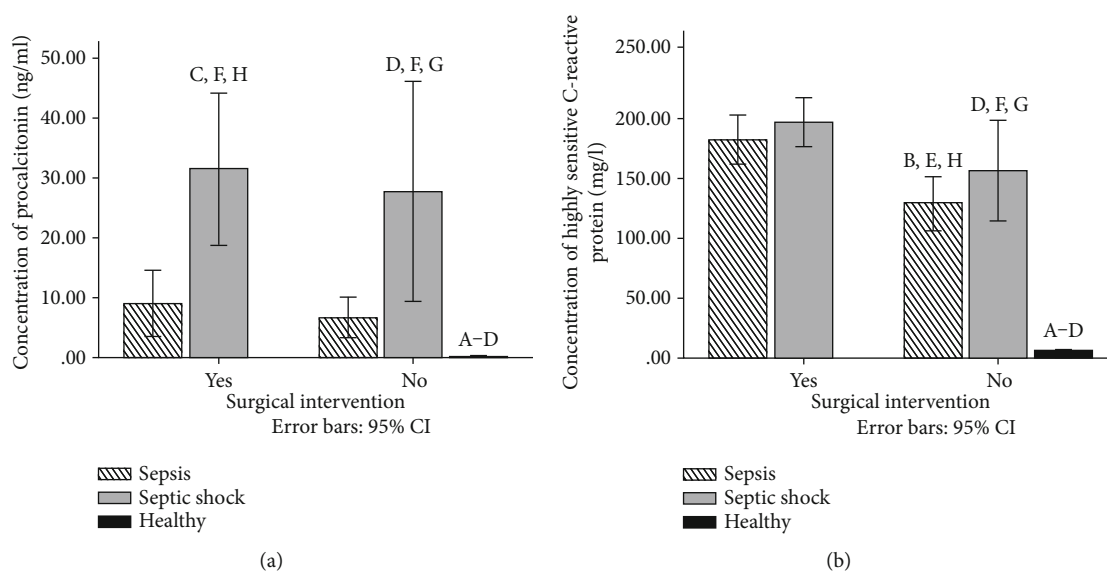 Concentration of procalcitonin (ng/ml)
50.00
40.00
30.00
20.00
10.00
.00
C, F, H
D, F, G
A–D
Yes
No
Surgical intervention
Error bars: 95% CI
Sepsis
Septic shock
Healthy
(a)
Concentration of highly sensitive C-reactive
protein (mg/l)
250.00
200.00
150.00
100.00
50.00
.00
B, E, H
D, F, G
A–D
Yes
No
Surgical intervention
Error bars: 95% CI
Sepsis
Septic shock
Healthy
(b)